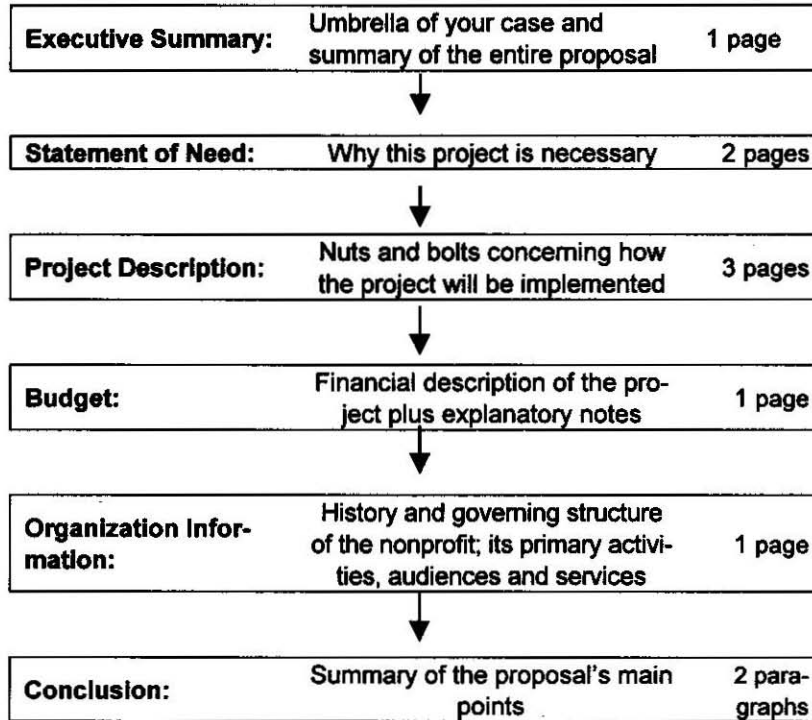 Executive Summary: Umbrella of your case and summary of the entire proposal 1 page
Statement of Need: Why this project is necessary 2 pages
Project Description: Nuts and bolts concerning how the project will be implemented 3 pages
Budget: Financial description of the pro-
ject plus explanatory notes 1 page
Organization Infor-
mation: History and governing structure
of the nonprofit; its primary activi-
ties, audiences and services 1 page
Conclusion: Summary of the proposal's main
points 2 para-
graphs